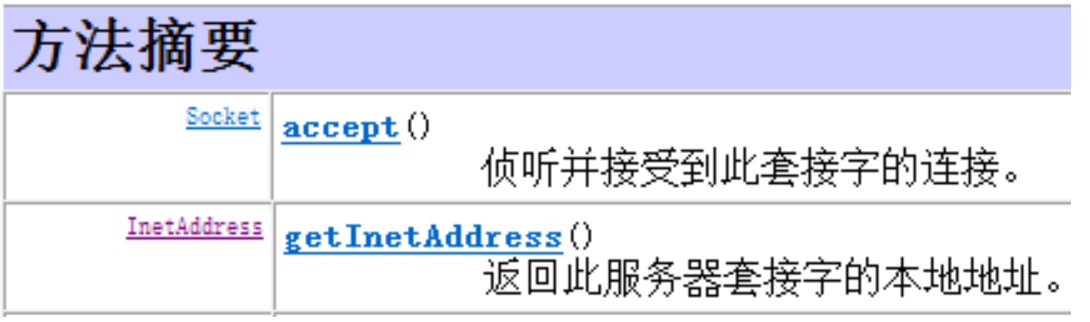 方法摘要
Socket accept()
侦听并接受到此套接字的连接。
InetAddress getInetAddress()
返回此服务器套接字的本地地址。